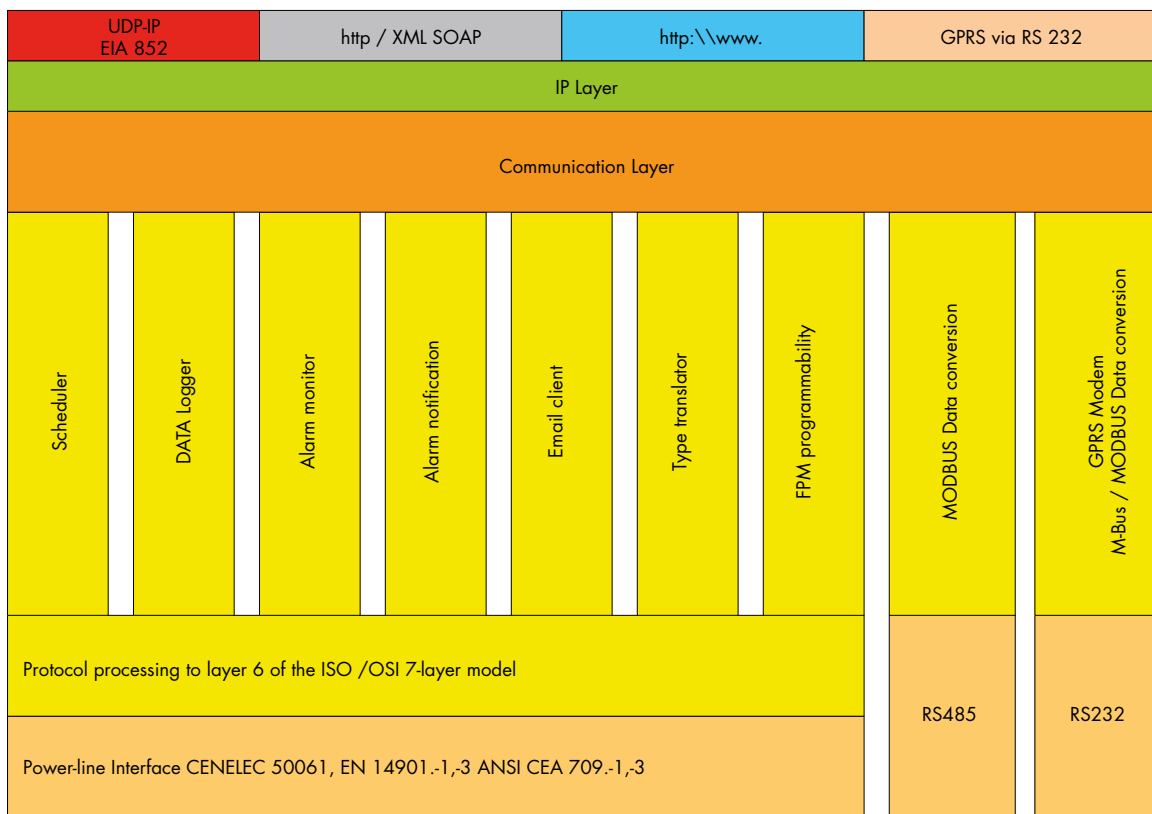 UDP-IP
EIA 852
http / XML SOAP
http:\\www.
GPRS via RS 232
IP Layer
Communication Layer
Scheduler
DATA Logger
Alarm monitor
Alarm notification
Email client
Type translator
FPM programmability
MODBUS Data conversion
GPRS Modem
M-Bus / MODBUS Data conversion
Protocol processing to layer 6 of the ISO /OSI 7-layer model
RS485
RS232
Power-line Interface CENELEC 50061, EN 14901.-1,-3 ANSI CEA 709.-1,-3